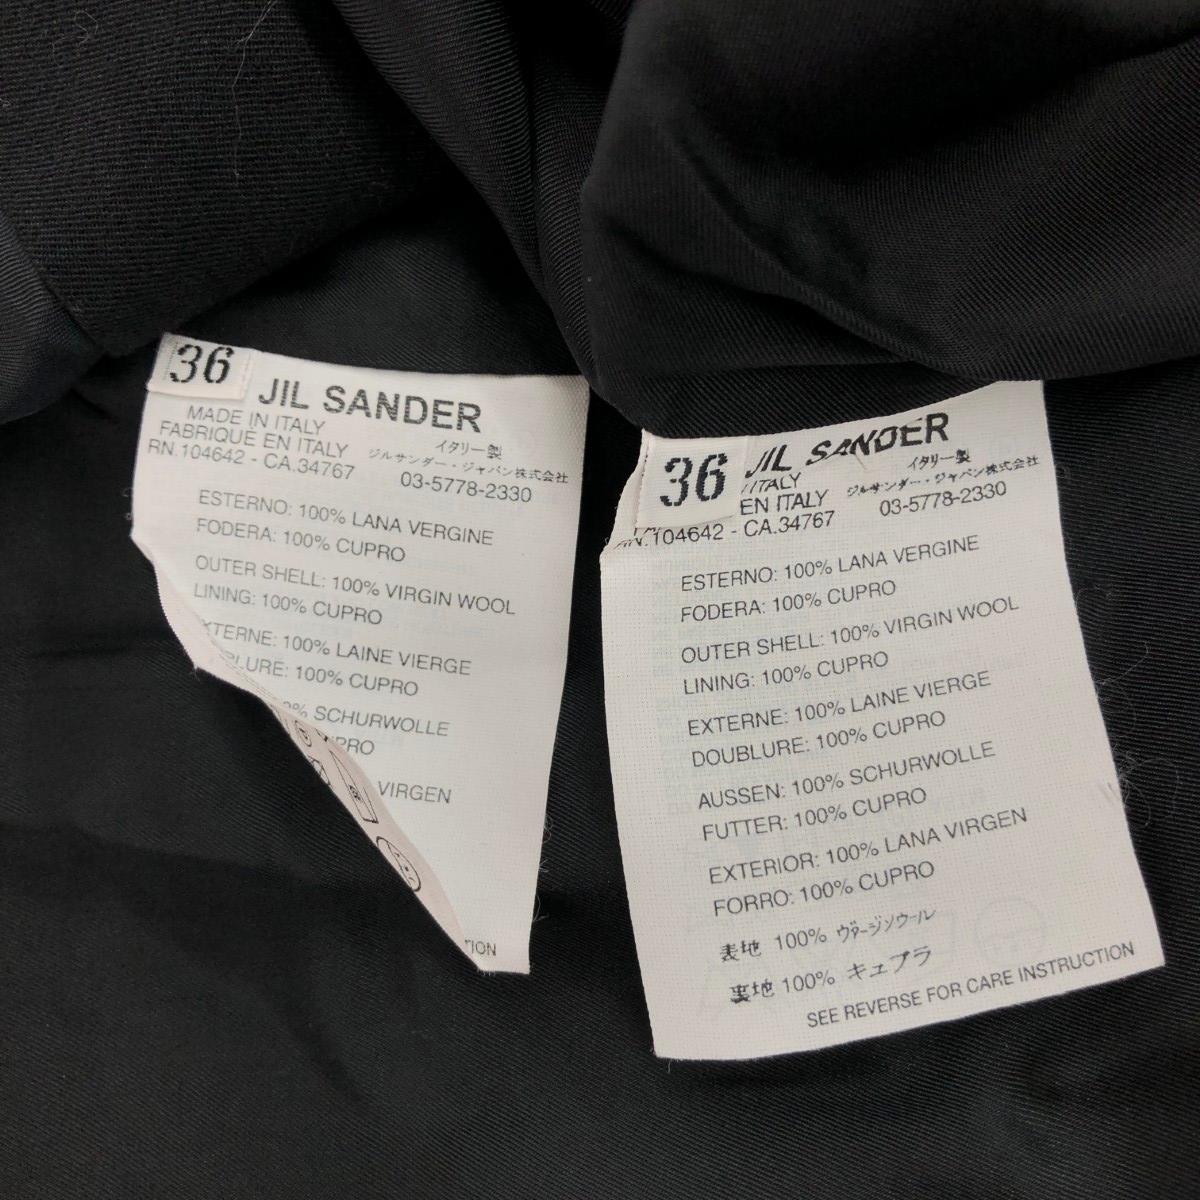 36
JIL SANDER
MADE IN ITALY
FABRIQUE EN ITALY
イタリー製
RN.104642 - CA.34767
ジルサンダー・ジャパン株式会社
03-5778-2330
ESTERNO: 100% LANA VERGINE
FODERA: 100% CUPRO
OUTER SHELL: 100% VIRGIN WOOL
LINING: 100% CUPRO
XTERNE: 100% LAINE VIERGE
BLURE: 100% CUPRO
% SCHURWOLLE
PRO
VIRGEN
TION
36
JIL SANDER
ITALY
イタリー製
EN ITALY
ジルサンダー・ジャパン株式会社
RN.104642 - CA.34767
03-5778-2330
ESTERNO: 100% LANA VERGINE
FODERA: 100% CUPRO
OUTER SHELL: 100% VIRGIN WOOL
LINING: 100% CUPRO
EXTERNE: 100% LAINE VIERGE
DOUBLURE: 100% CUPRO
AUSSEN: 100% SCHURWOLLE
FUTTER: 100% CUPRO
EXTERIOR: 100% LANA VIRGEN
FORRO: 100% CUPRO
表地 100% ヴァージンウール
裏地 100% キュプラ
SEE REVERSE FOR CARE INSTRUCTION